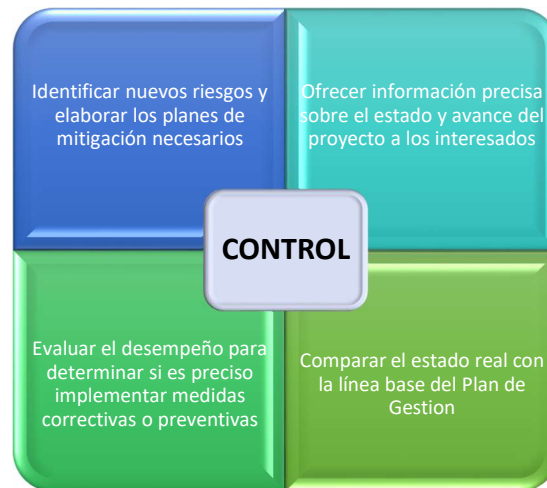 Identificar nuevos riesgos y
elaborar los planes de
mitigación necesarios
Ofrecer información precisa
sobre el estado y avance del
proyecto a los interesados
CONTROL
Evaluar el desempeño para
determinar si es preciso
implementar medidas
correctivas o preventivas
Comparar el estado real con
la línea base del Plan de
Gestion